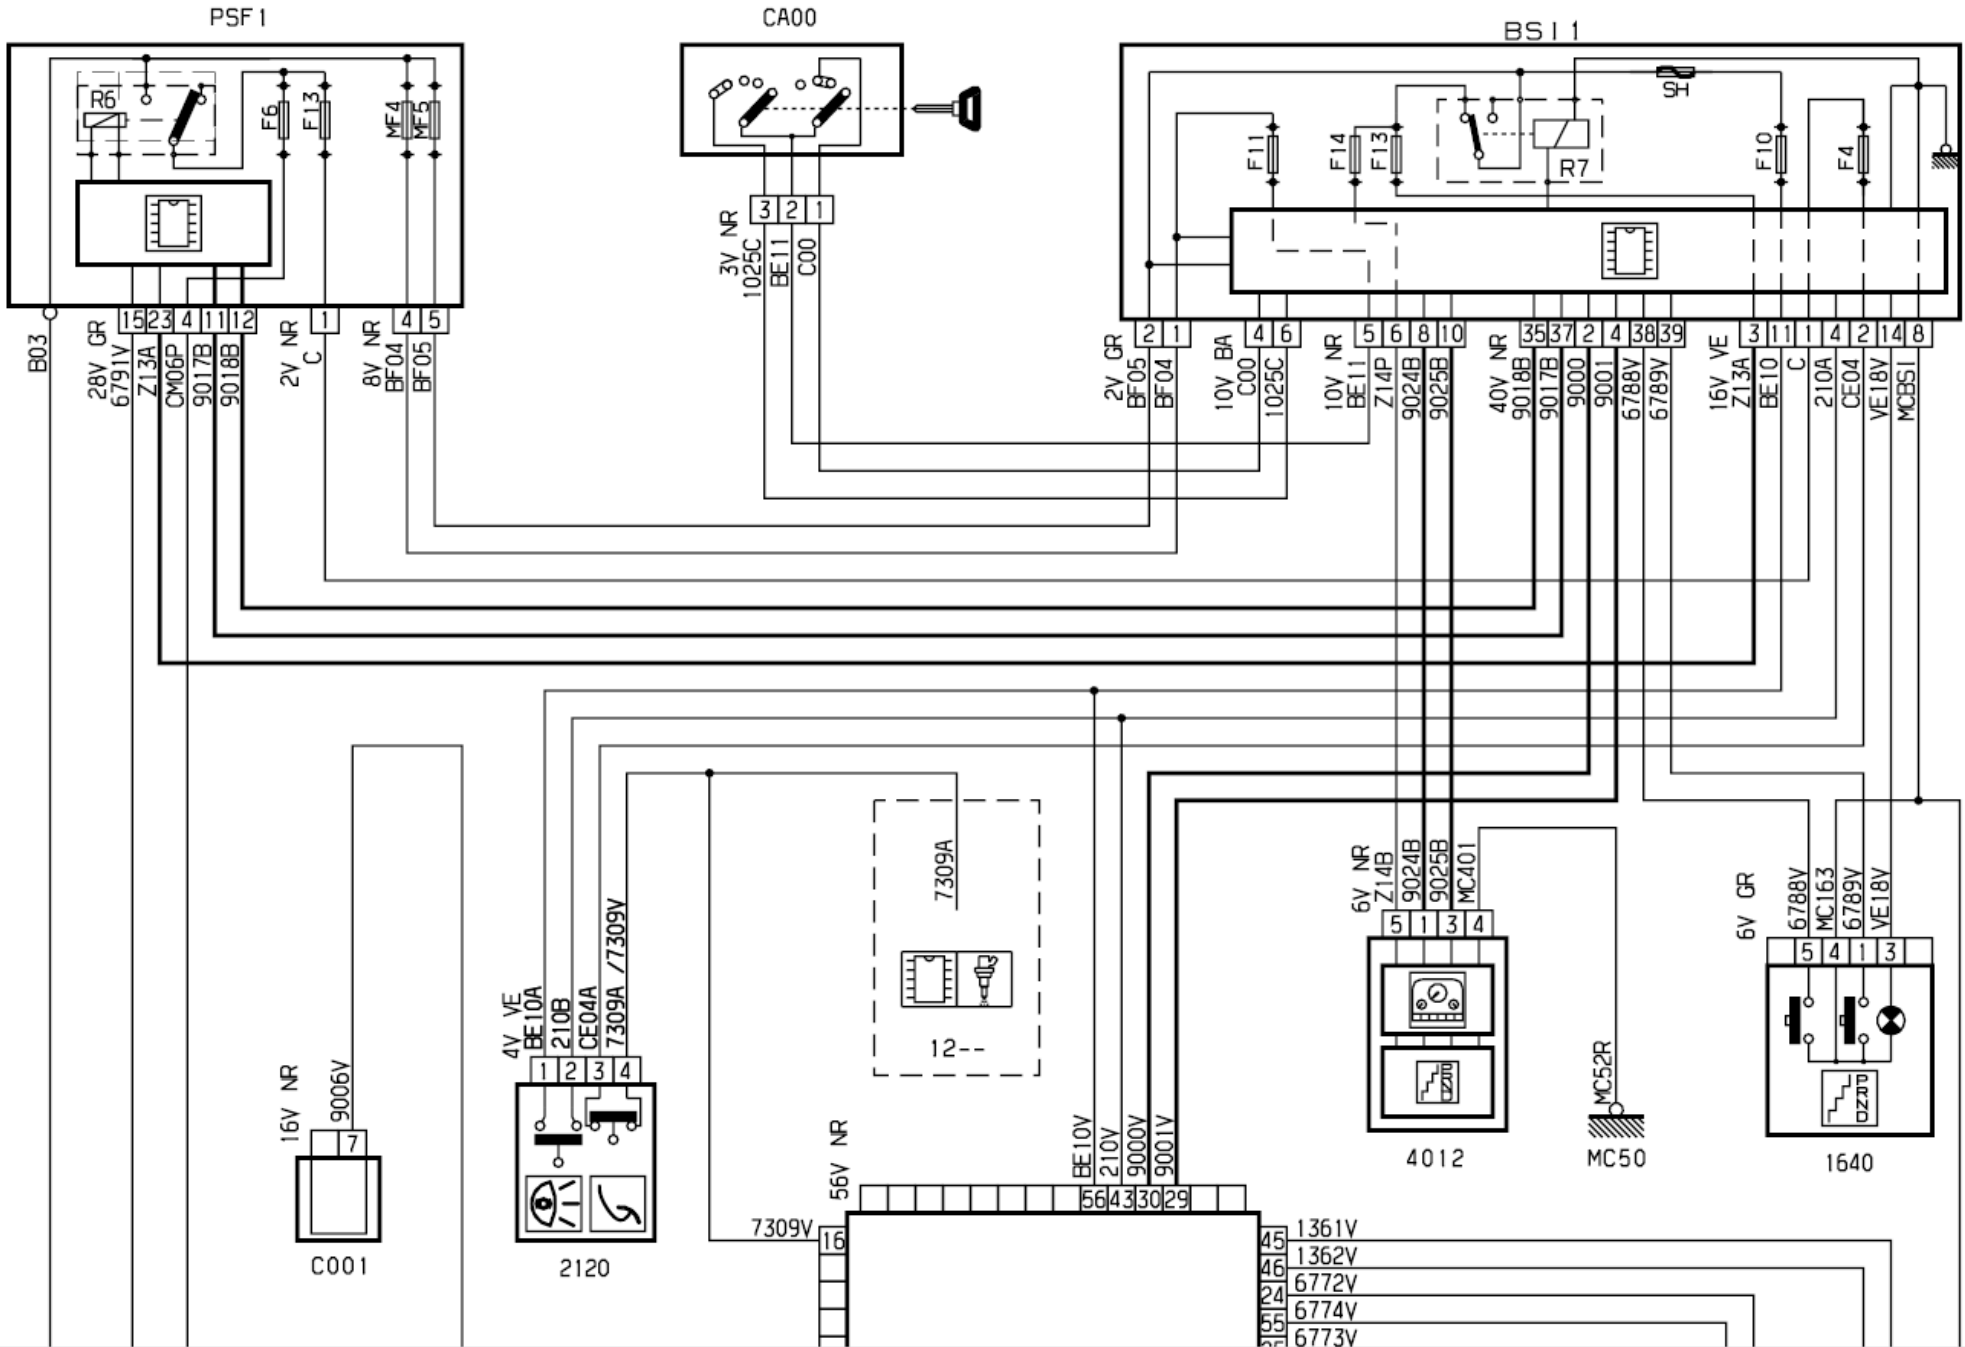 PSF1
CA00
BSI1
R6
F6
F13
MF4
MF5
F11
F14
F13
SH
R7
F10
F4
3 2 1
3V NR
1025C
BE11
C00
B03
15 23 4 11 12
28V GR
6791V
Z13A
CM06P
9017B
9018B
1
2V NR
C
4 5
8V NR
BF04
BF05
2 1
2V GR
BF05
BF04
4 6
10V BA
C00
1025C
5 6 8 10
10V NR
BE11
Z14P
9024B
9025B
35 37 2 4 38 39
40V NR
9018B
9017B
9000
9001
6788V
6789V
3 11 1 4 2 14 8
16V VE
Z13A
BE10
C
210A
CE04
VE18V
MCBSI
7309A
12--
6V NR
Z14B
9024B
9025B
MC401
5 1 3 4
4012
MC52R
MC50
6V GR
6788V
MC163
6789V
VE18V
5 4 1 3
PRND
1640
16V NR
9006V
7
C001
4V VE
BE10A
210B
CE04A
7309A /7309V
1 2 3 4
2120
56V NR
BE10V
210V
9000V
9001V
56 43 30 29
7309V
16
45 1361V
46 1362V
24 6772V
55 6774V
6773V